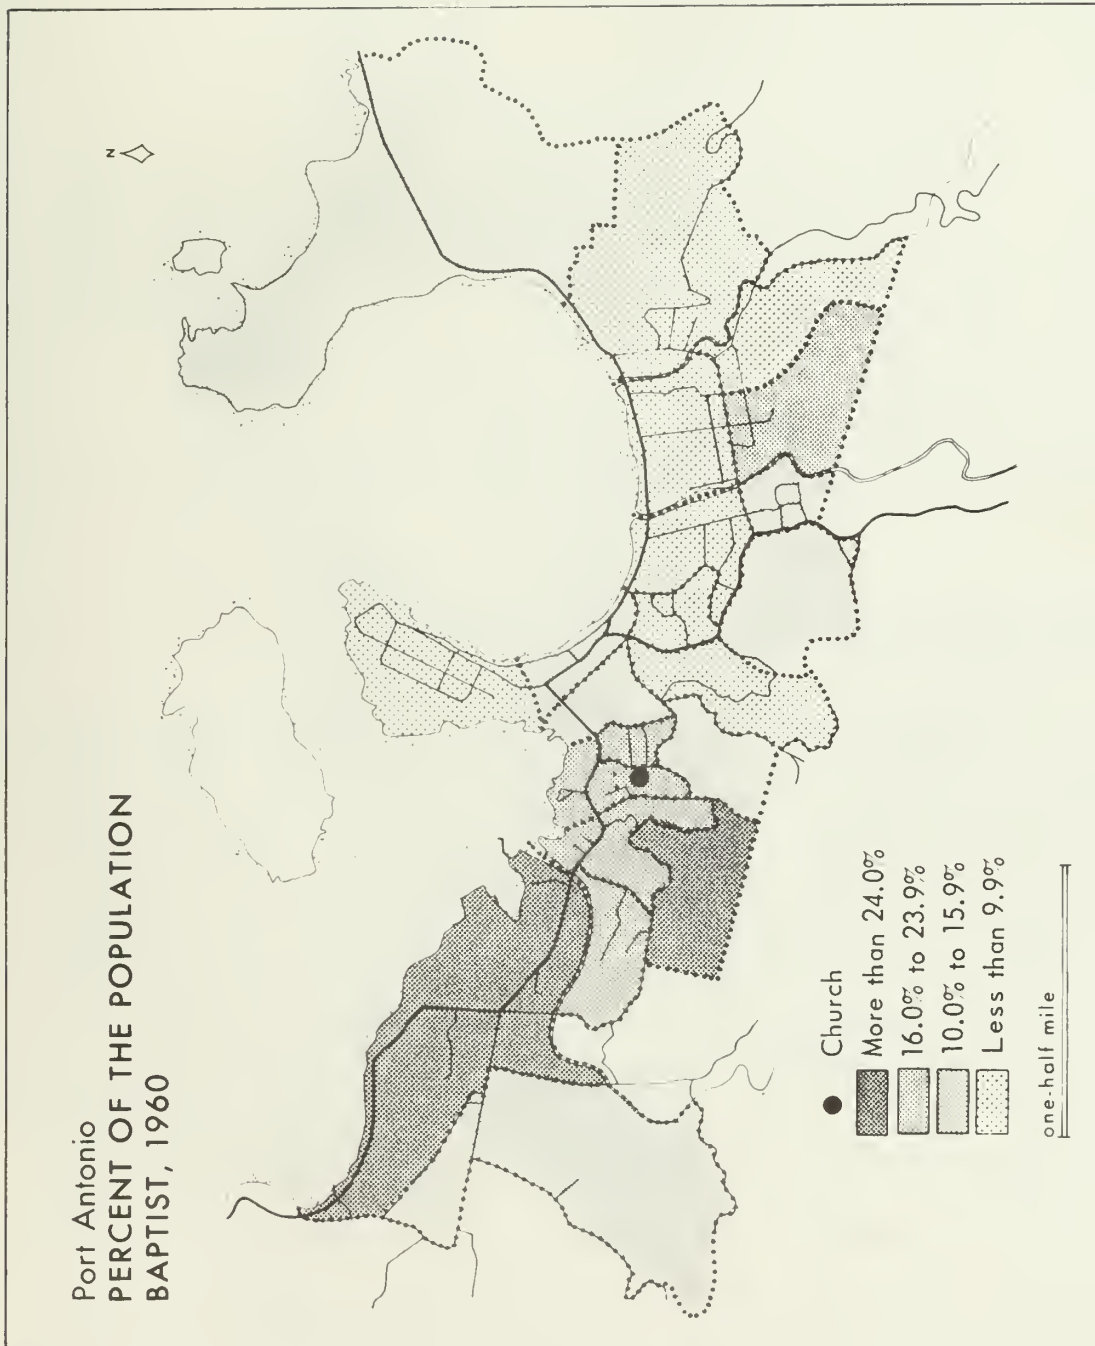 Port Antonio
PERCENT OF THE POPULATION
BAPTIST, 1960
N
Church
More than 24.0%
16.0% to 23.9%
10.0% to 15.9%
Less than 9.9%
one-half mile